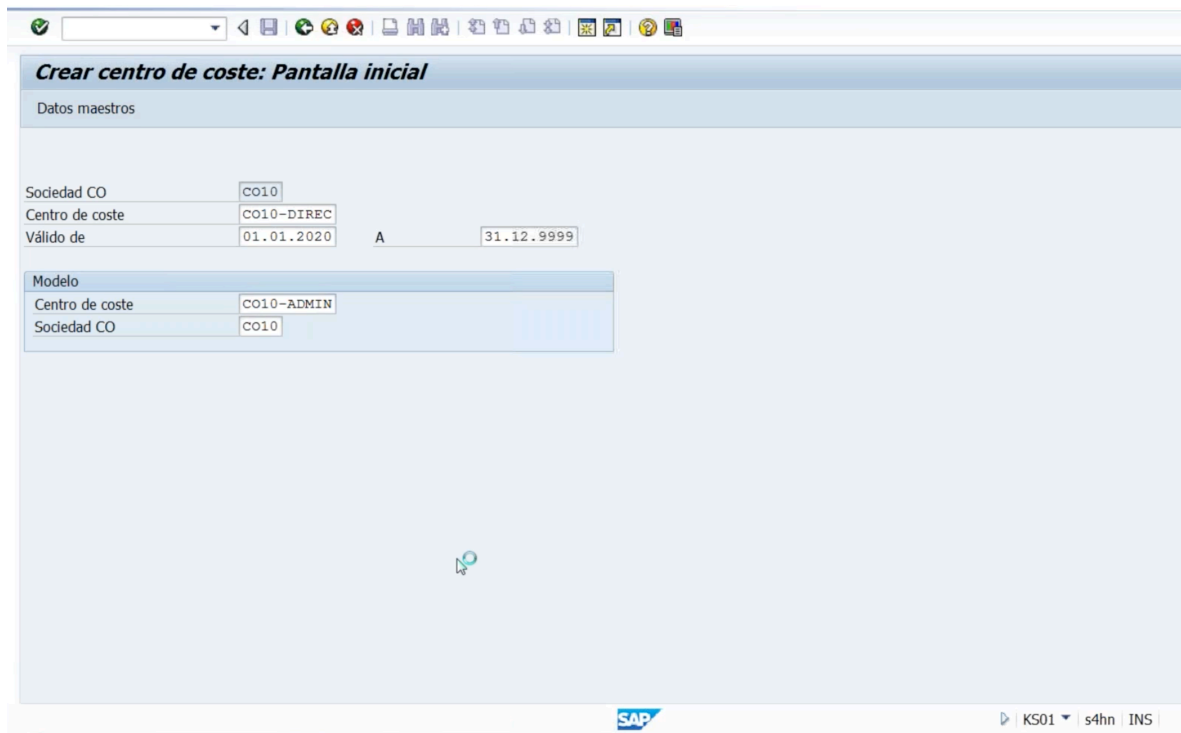 Crear centro de coste: Pantalla inicial
Datos maestros
Sociedad CO CO10
Centro de coste CO10-DIREC
Válido de 01.01.2020 A 31.12.9999
Modelo
Centro de coste CO10-ADMIN
Sociedad CO CO10
SAP KS01 s4hn INS